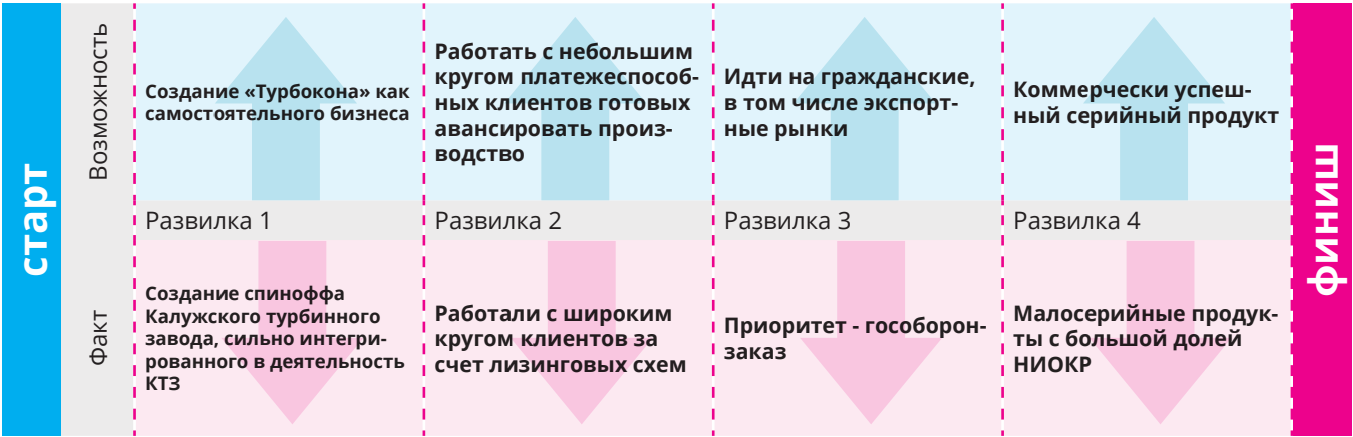 старт
Возможность
Создание «Турбокона» как
самостоятельного бизнеса
Работать с небольшим
кругом платежеспособ-
ных клиентов готовых
авансировать произ-
водство
Идти на гражданские,
в том числе экспорт-
ные рынки
Коммерчески успеш-
ный серийный продукт
Развилка 1
Развилка 2
Развилка 3
Развилка 4
Факт
Создание спиноффа
Калужского турбинного
завода, сильно интегри-
рованного в деятельность
КТЗ
Работали с широким
кругом клиентов за
счет лизинговых схем
Приоритет - гособорон-
заказ
Малосерийные продук-
ты с большой долей
НИОКР
финиш